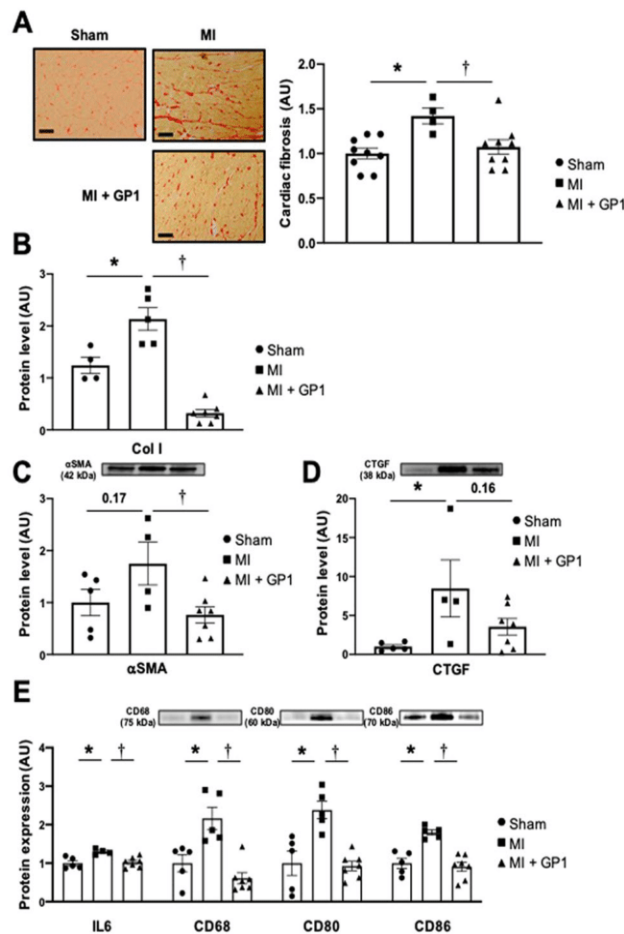 A
Sham
MI
MI + GP1
Cardiac fibrosis (AU)
2.0
1.5
1.0
0.5
0.0
*
†
Sham
MI
MI + GP1
B
Protein level (AU)
3
2
1
0
*
†
Col I
Sham
MI
MI + GP1
C
αSMA
(42 kDa)
Protein level (AU)
3
2
1
0
0.17
†
αSMA
Sham
MI
MI + GP1
D
CTGF
(38 kDa)
Protein level (AU)
20
15
10
5
0
*
0.16
CTGF
Sham
MI
MI + GP1
E
CD68
(75 kDa)
CD80
(60 kDa)
CD86
(70 kDa)
Protein expression (AU)
4
3
2
1
0
* † * † * † * †
IL6 CD68 CD80 CD86
Sham
MI
MI + GP1